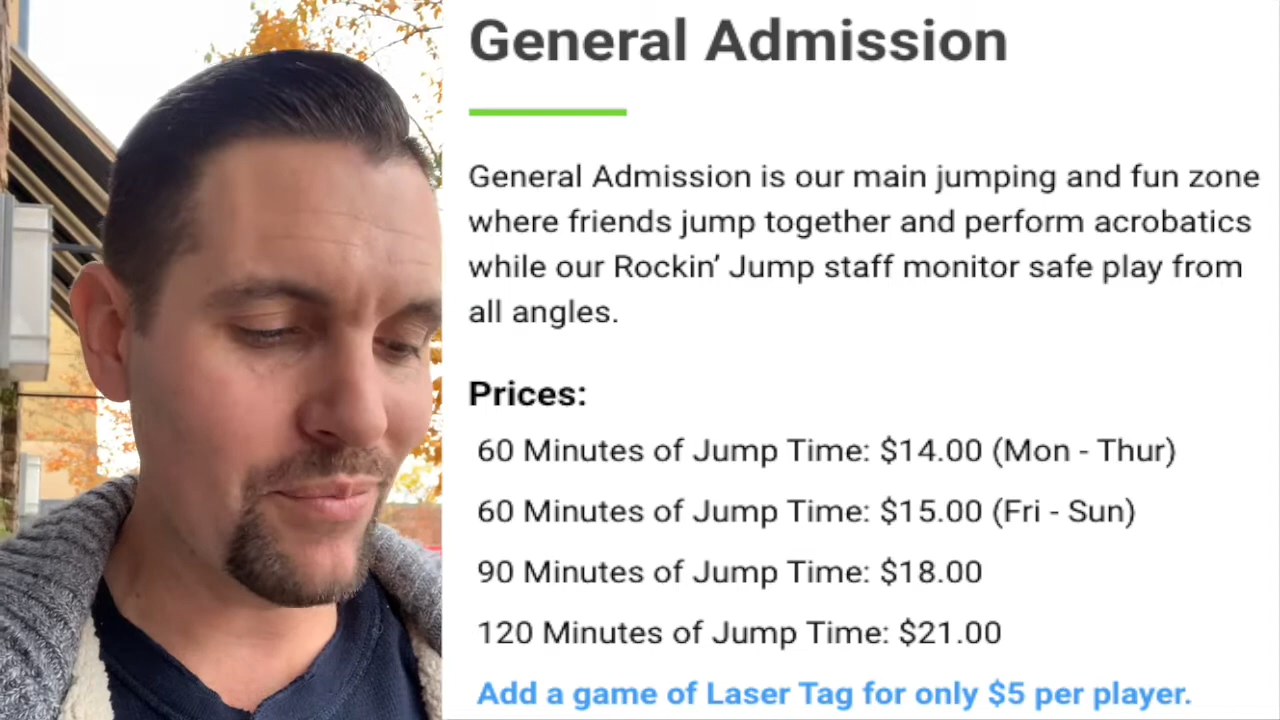 General Admission
General Admission is our main jumping and fun zone
where friends jump together and perform acrobatics
while our Rockin’ Jump staff monitor safe play from
all angles.
Prices:
60 Minutes of Jump Time: $14.00 (Mon - Thur)
60 Minutes of Jump Time: $15.00 (Fri - Sun)
90 Minutes of Jump Time: $18.00
120 Minutes of Jump Time: $21.00
Add a game of Laser Tag for only $5 per player.